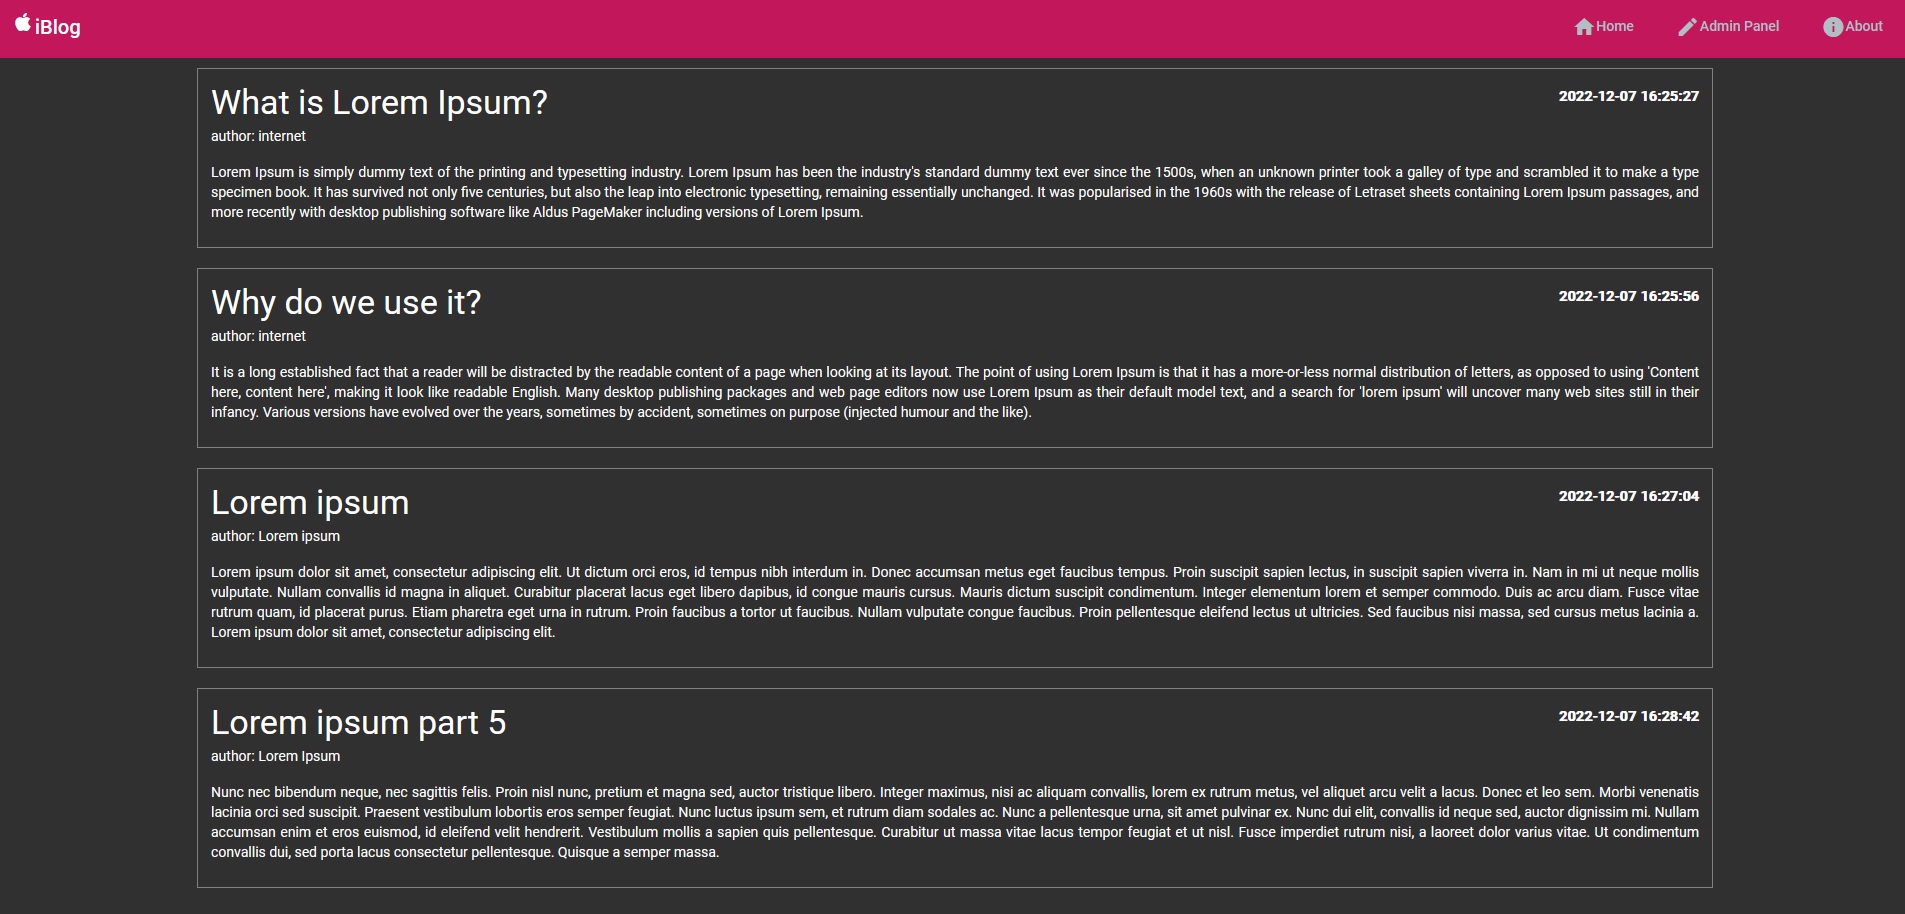 iBlog
Home
Admin Panel
About
What is Lorem Ipsum?
2022-12-07 16:25:27
author: internet
Lorem Ipsum is simply dummy text of the printing and typesetting industry. Lorem Ipsum has been the industry's standard dummy text ever since the 1500s, when an unknown printer took a galley of type and scrambled it to make a type
specimen book. It has survived not only five centuries, but also the leap into electronic typesetting, remaining essentially unchanged. It was popularised in the 1960s with the release of Letraset sheets containing Lorem Ipsum passages, and
more recently with desktop publishing software like Aldus PageMaker including versions of Lorem Ipsum.
Why do we use it?
2022-12-07 16:25:56
author: internet
It is a long established fact that a reader will be distracted by the readable content of a page when looking at its layout. The point of using Lorem Ipsum is that it has a more-or-less normal distribution of letters, as opposed to using 'Content
here, content here', making it look like readable English. Many desktop publishing packages and web page editors now use Lorem Ipsum as their default model text, and a search for 'lorem ipsum' will uncover many web sites still in their
infancy. Various versions have evolved over the years, sometimes by accident, sometimes on purpose (injected humour and the like).
Lorem ipsum
2022-12-07 16:27:04
author: Lorem ipsum
Lorem ipsum dolor sit amet, consectetur adipiscing elit. Ut dictum orci eros, id tempus nibh interdum in. Donec accumsan metus eget faucibus tempus. Proin suscipit sapien lectus, in suscipit sapien viverra in. Nam in mi ut neque mollis
vulputate. Nullam convallis id magna in aliquet. Curabitur placerat lacus eget libero dapibus, id congue mauris cursus. Mauris dictum suscipit condimentum. Integer elementum lorem et semper commodo. Duis ac arcu diam. Fusce vitae
rutrum quam, id placerat purus. Etiam pharetra eget urna in rutrum. Proin faucibus a tortor ut faucibus. Nullam vulputate congue faucibus. Proin pellentesque eleifend lectus ut ultricies. Sed faucibus nisi massa, sed cursus metus lacinia a.
Lorem ipsum dolor sit amet, consectetur adipiscing elit.
Lorem ipsum part 5
2022-12-07 16:28:42
author: Lorem Ipsum
Nunc nec bibendum neque, nec sagittis felis. Proin nisl nunc, pretium et magna sed, auctor tristique libero. Integer maximus, nisi ac aliquam convallis, lorem ex rutrum metus, vel aliquet arcu velit a lacus. Donec et leo sem. Morbi venenatis
lacinia orci sed suscipit. Praesent vestibulum lobortis eros semper feugiat. Nunc luctus ipsum sem, et rutrum diam sodales ac. Nunc a pellentesque urna, sit amet pulvinar ex. Nunc dui elit, convallis id neque sed, auctor dignissim mi. Nullam
accumsan enim et eros euismod, id eleifend velit hendrerit. Vestibulum mollis a sapien quis pellentesque. Curabitur ut massa vitae lacus tempor feugiat et ut nisl. Fusce imperdiet rutrum nisi, a laoreet dolor varius vitae. Ut condimentum
convallis dui, sed porta lacus consectetur pellentesque. Quisque a semper massa.